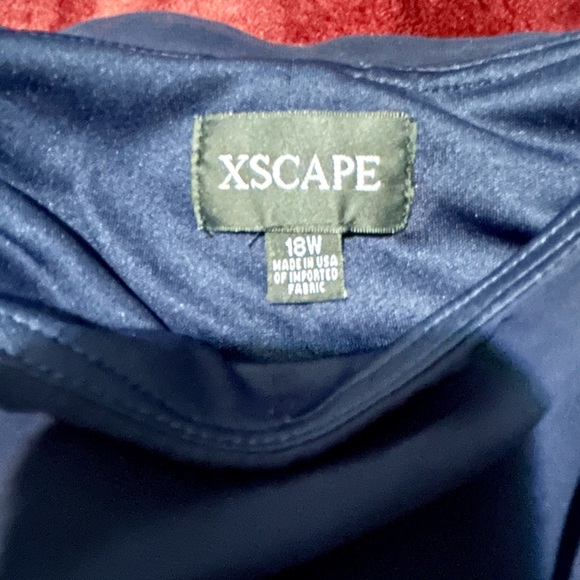 XSCAPE
18W
MADE IN USA
OF IMPORTED
FABRIC